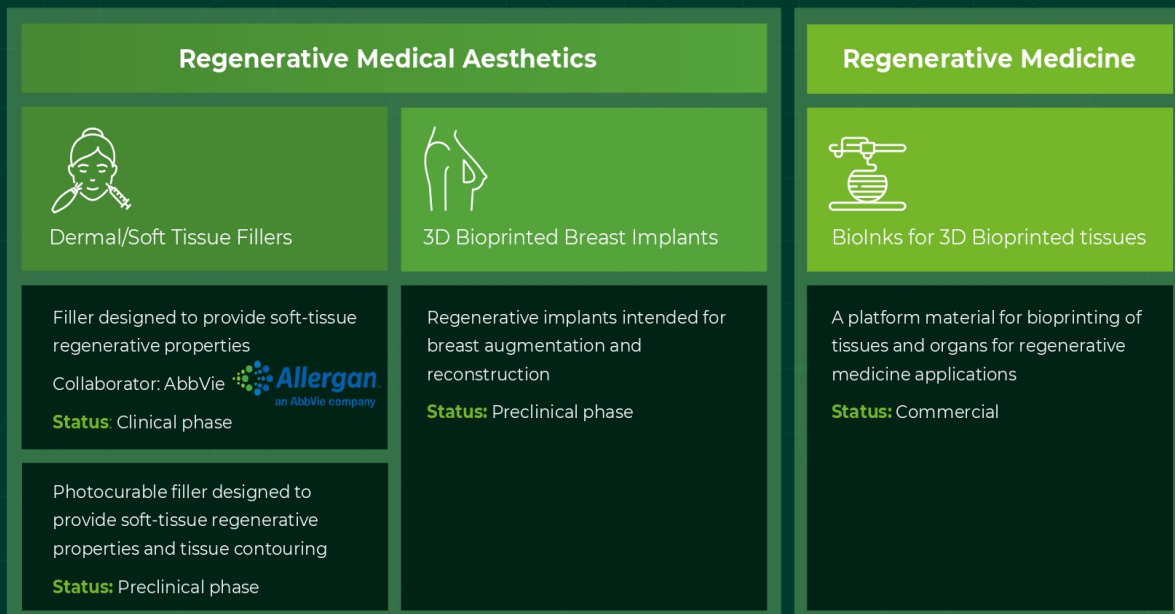 Regenerative Medical Aesthetics
Dermal/Soft Tissue Fillers
Filler designed to provide soft-tissue
regenerative properties
Collaborator: AbbVie
Allergan
an AbbVie company
Status: Clinical phase
Photocurable filler designed to
provide soft-tissue regenerative
properties and tissue contouring
Status: Preclinical phase
3D Bioprinted Breast Implants
Regenerative implants intended for
breast augmentation and
reconstruction
Status: Preclinical phase
Regenerative Medicine
BioInks for 3D Bioprinted tissues
A platform material for bioprinting of
tissues and organs for regenerative
medicine applications
Status: Commercial